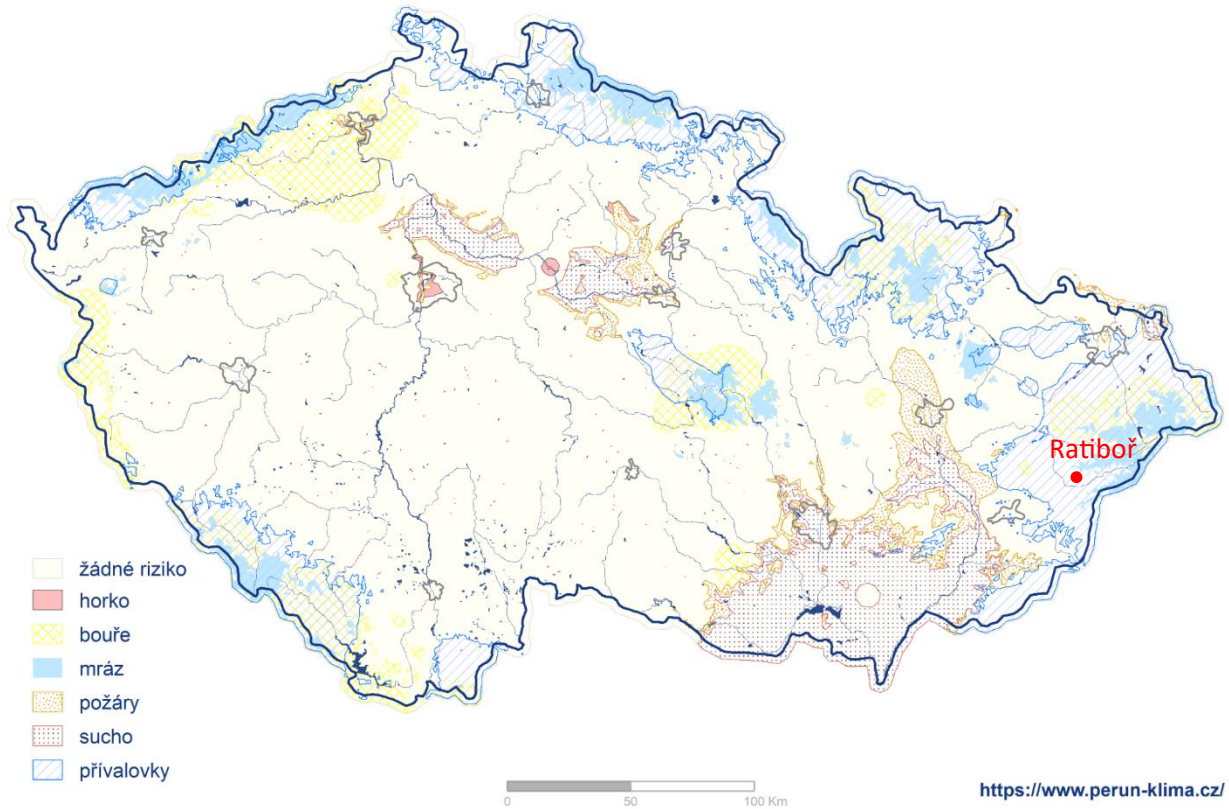 Ratiboř
žádné riziko
horko
bouře
mráz
požáry
sucho
přívalovky
0 50 100 Km
https://www.perun-klima.cz/